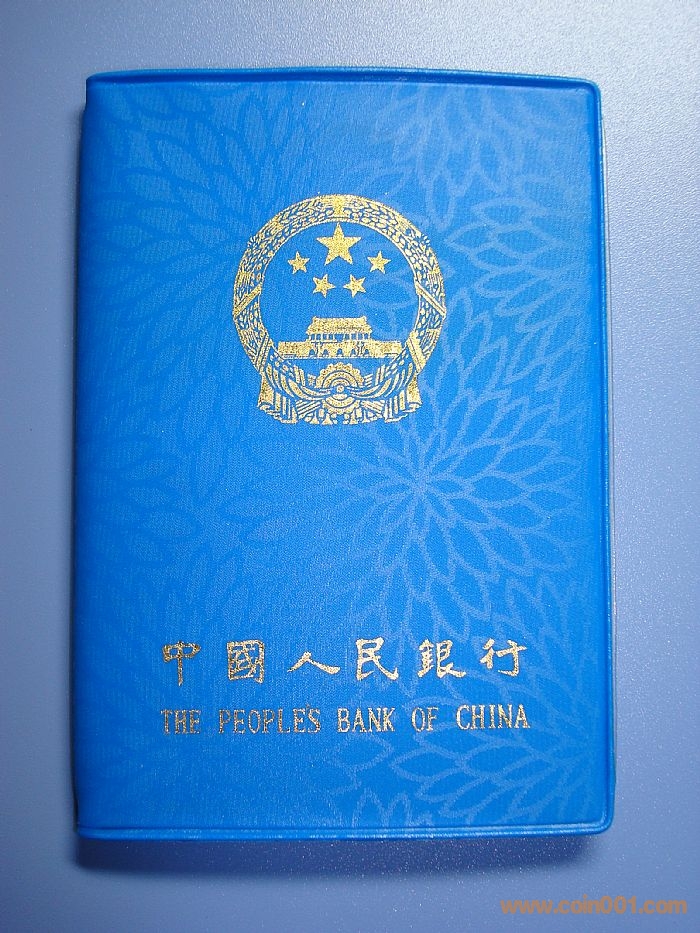 中國人民銀行
THE PEOPLE'S BANK OF CHINA
www.coin001.com